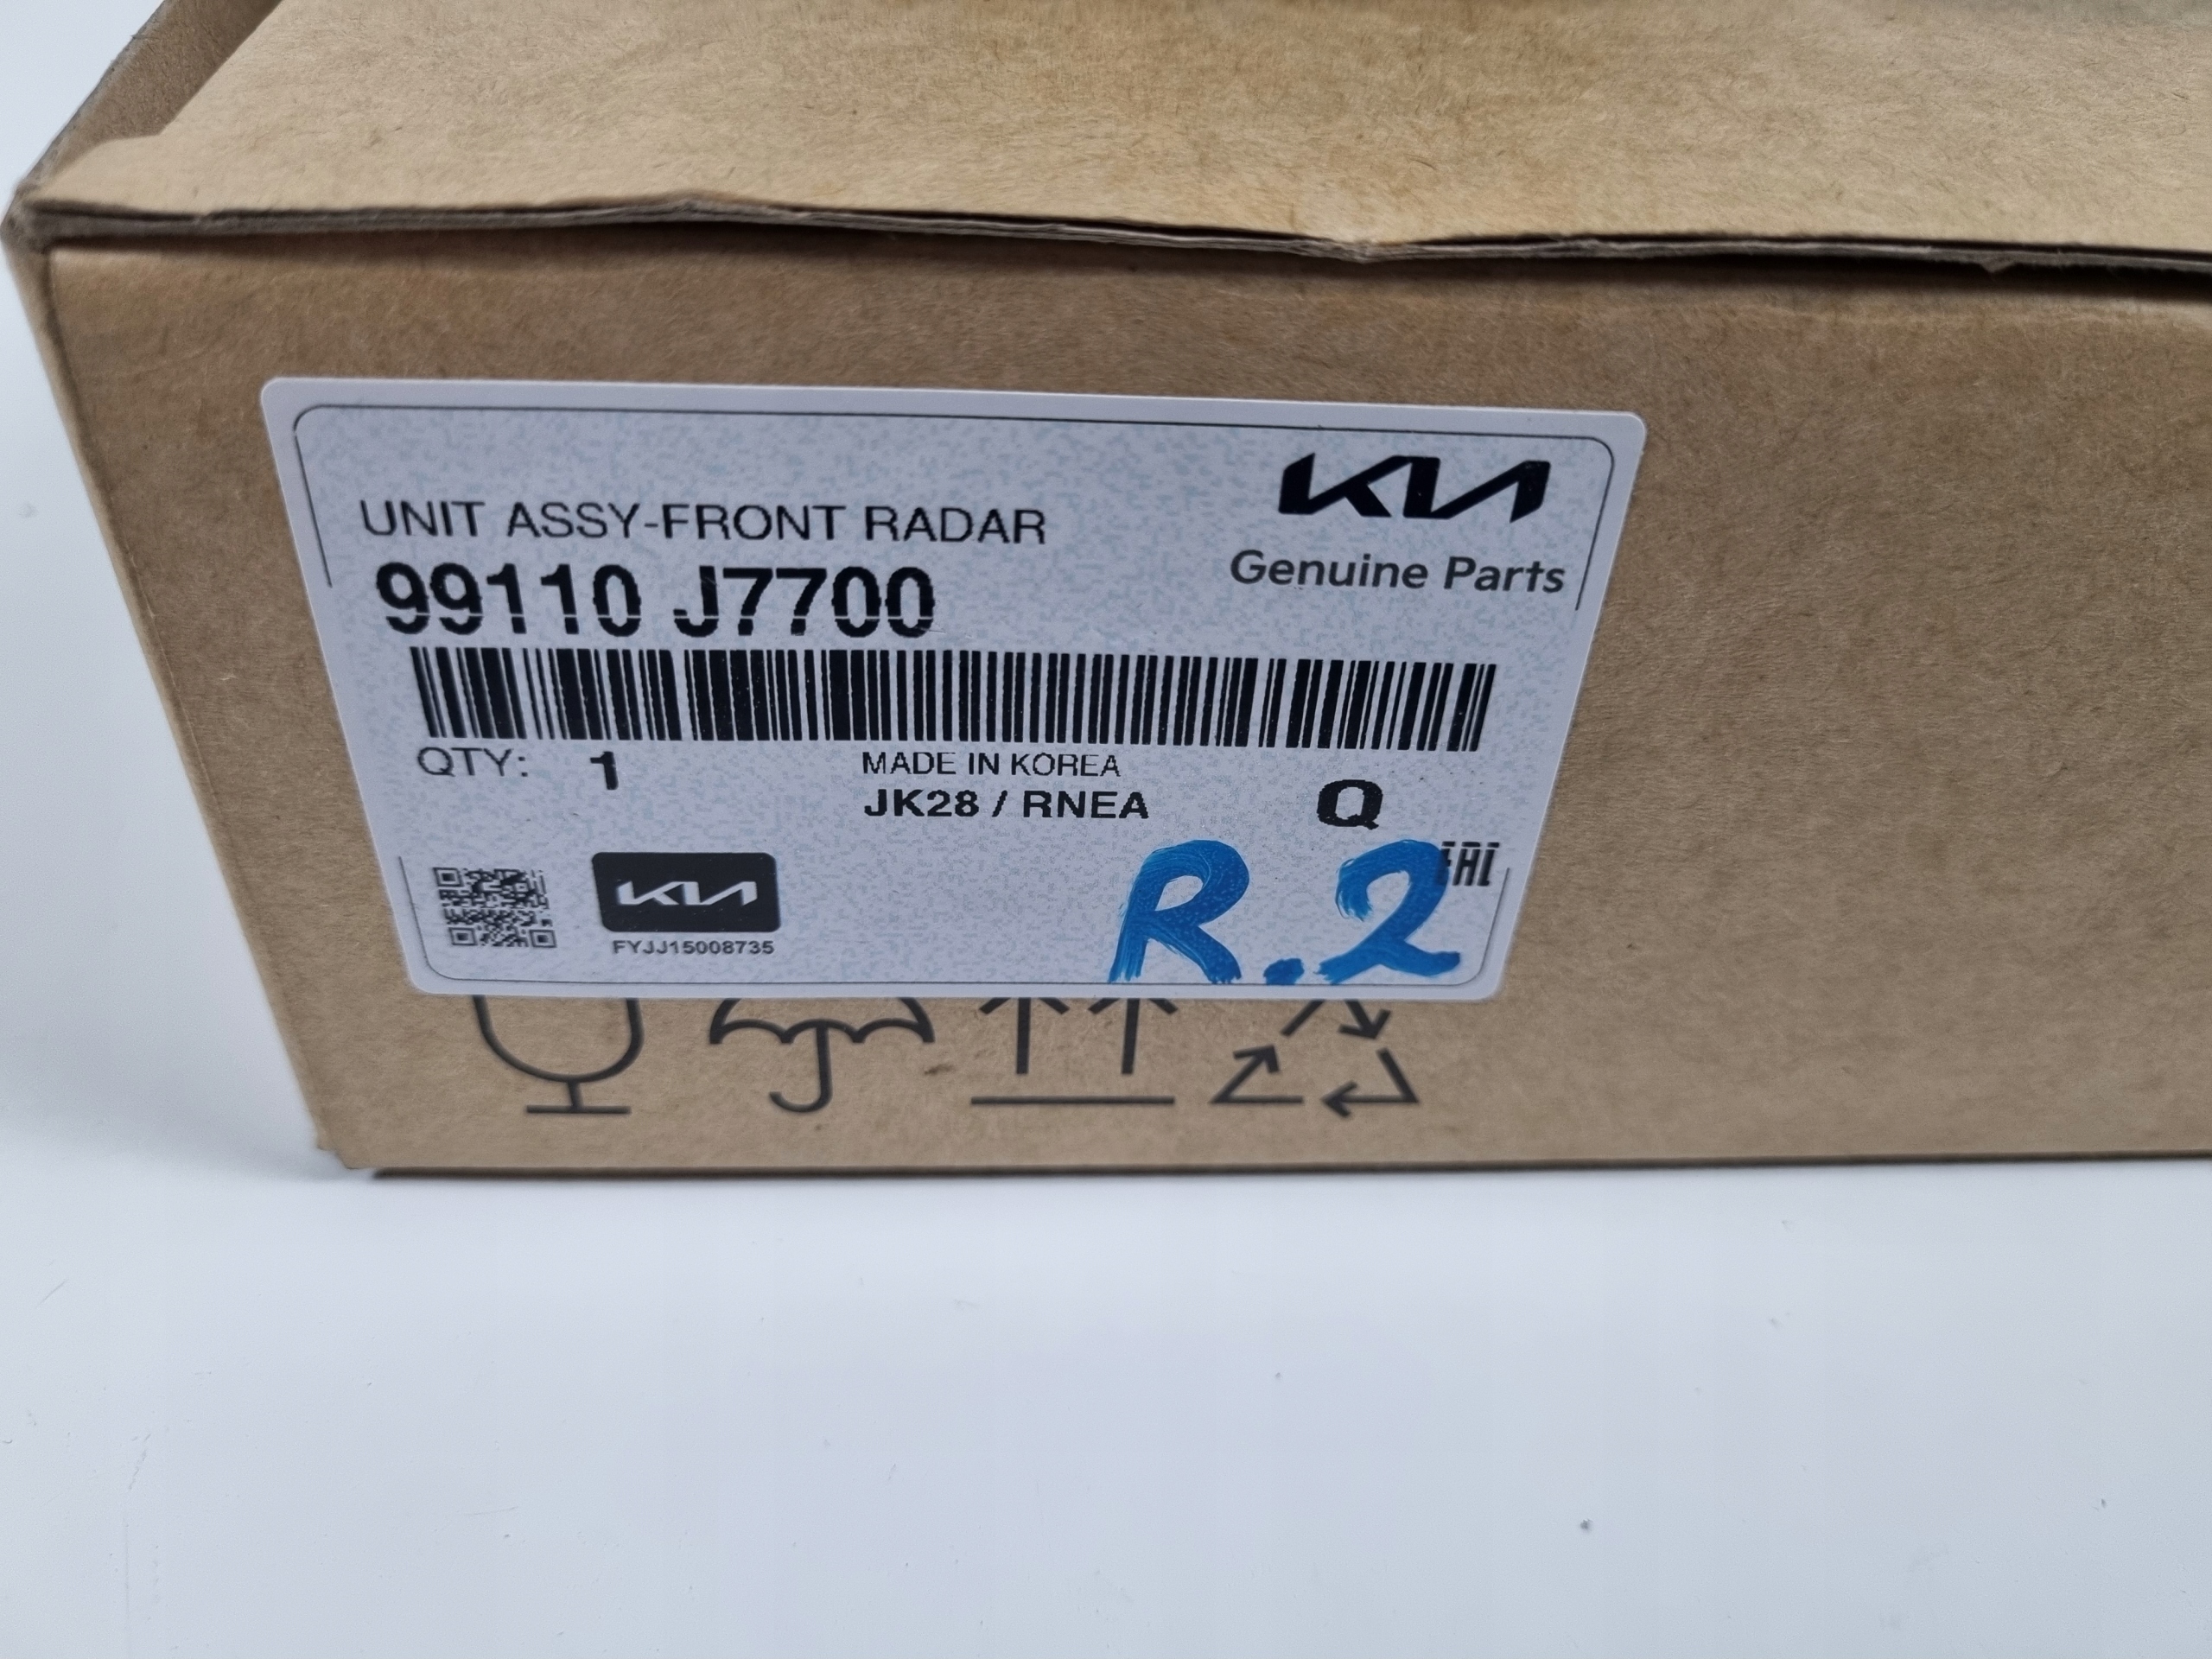 KIA
UNIT ASSY-FRONT RADAR
Genuine Parts
99110 J7700
QTY: 1
MADE IN KOREA
JK28 / RNEA
Q
R.2
EAC
KIA
FYJJ15008735